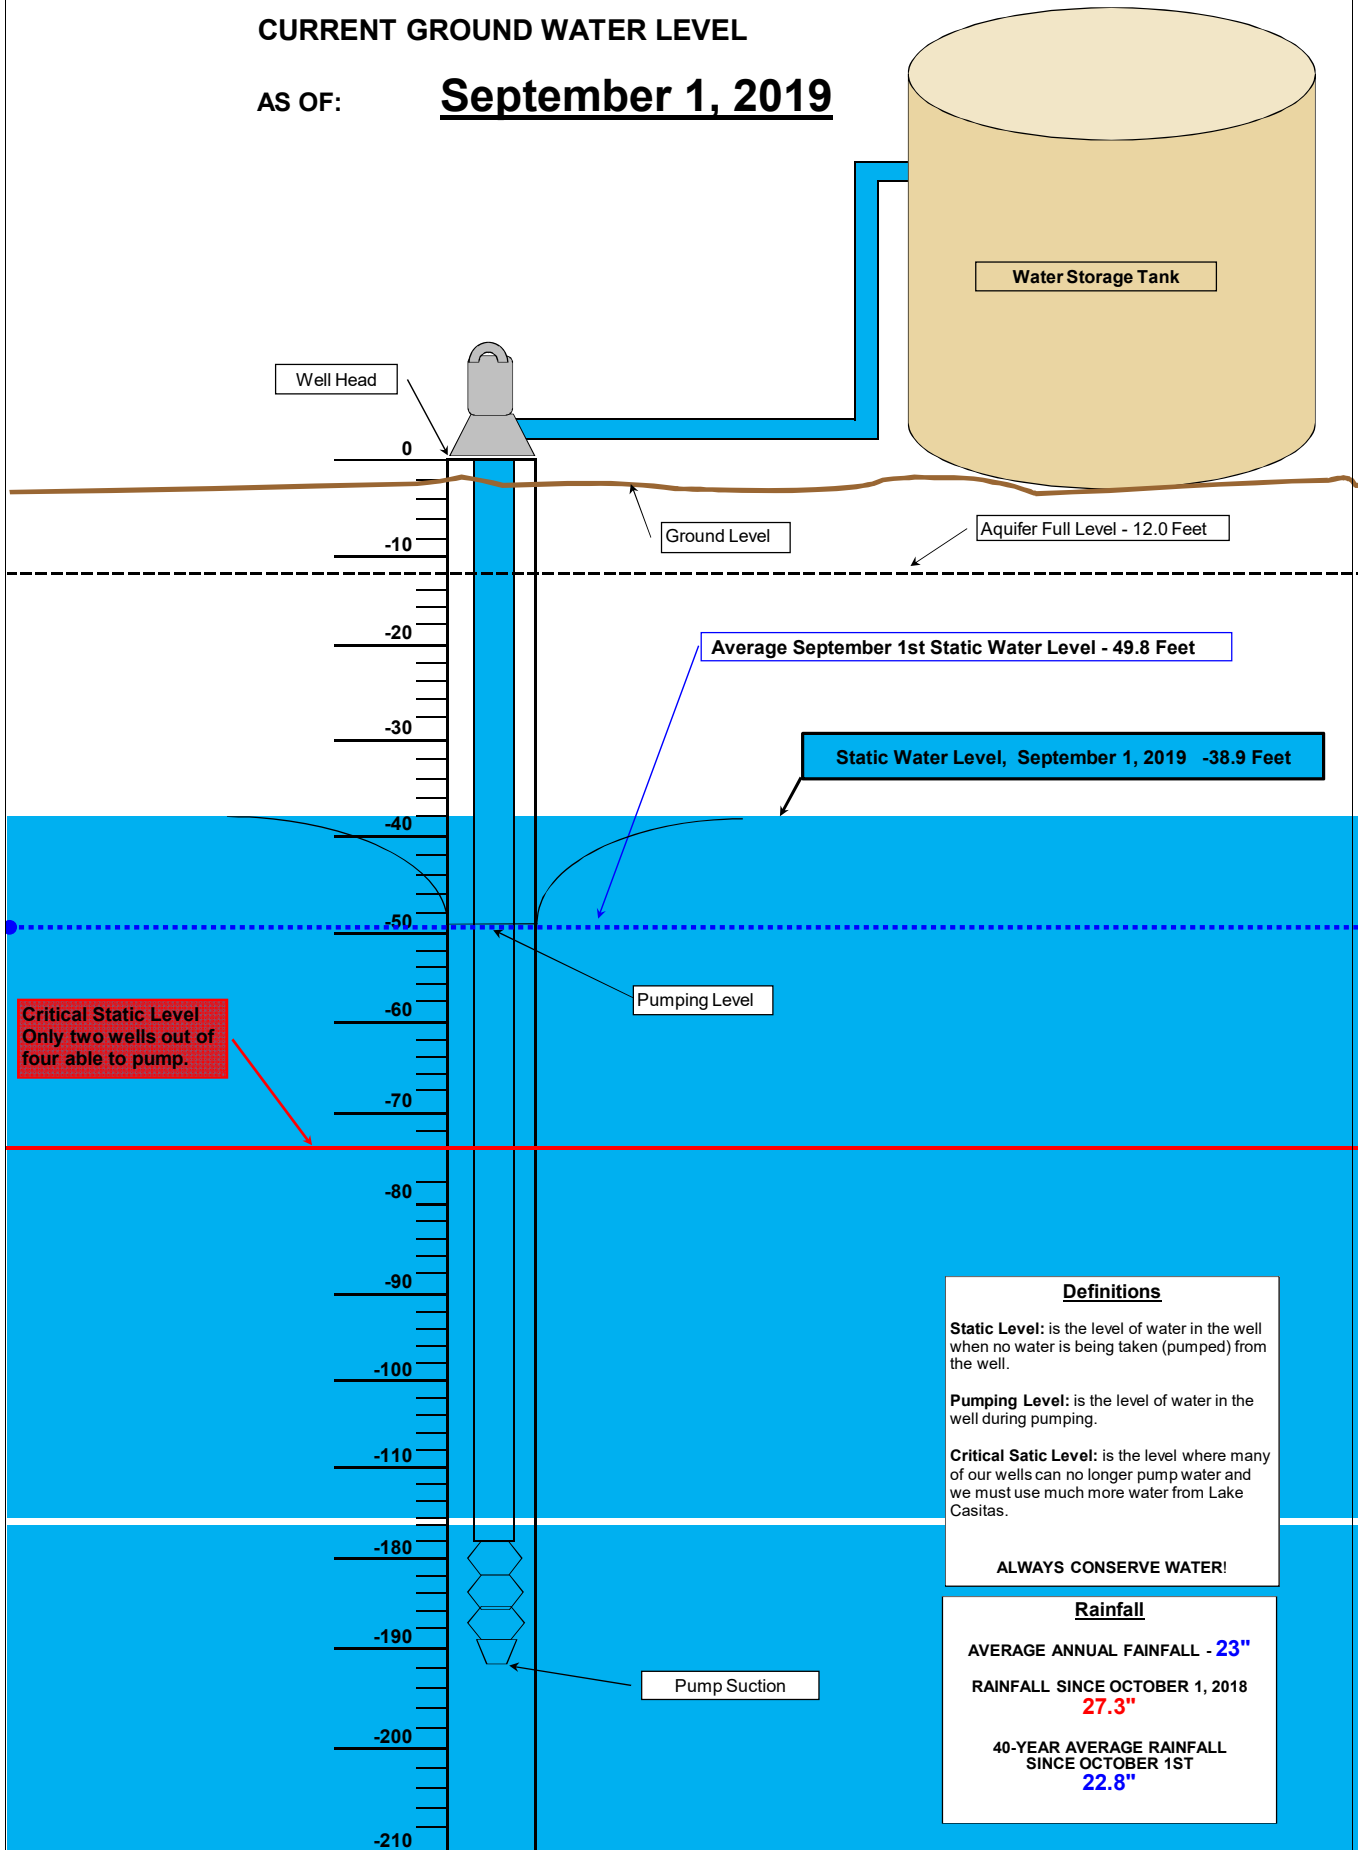 CURRENT GROUND WATER LEVEL
AS OF: September 1, 2019
Water Storage Tank
Well Head
0
Ground Level
Aquifer Full Level - 12.0 Feet
-10
-20
Average September 1st Static Water Level - 49.8 Feet
-30
Static Water Level, September 1, 2019 -38.9 Feet
-40
-50
Pumping Level
Critical Static Level
Only two wells out of
four able to pump.
-60
-70
-80
-90
-100
-110
-180
-190
Pump Suction
-200
-210
Definitions
Static Level: is the level of water in the well
when no water is being taken (pumped) from
the well.
Pumping Level: is the level of water in the
well during pumping.
Critical Satic Level: is the level where many
of our wells can no longer pump water and
we must use much more water from Lake
Casitas.
ALWAYS CONSERVE WATER!
Rainfall
AVERAGE ANNUAL FAINFALL - 23"
RAINFALL SINCE OCTOBER 1, 2018
27.3"
40-YEAR AVERAGE RAINFALL
SINCE OCTOBER 1ST
22.8"